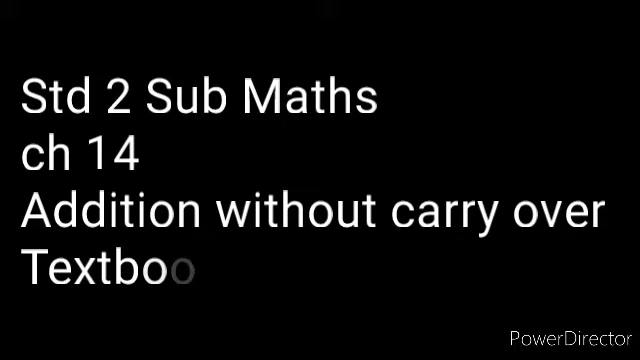 Std 2 Sub Maths
ch 14
Addition without carry over
Textboo
PowerDirector